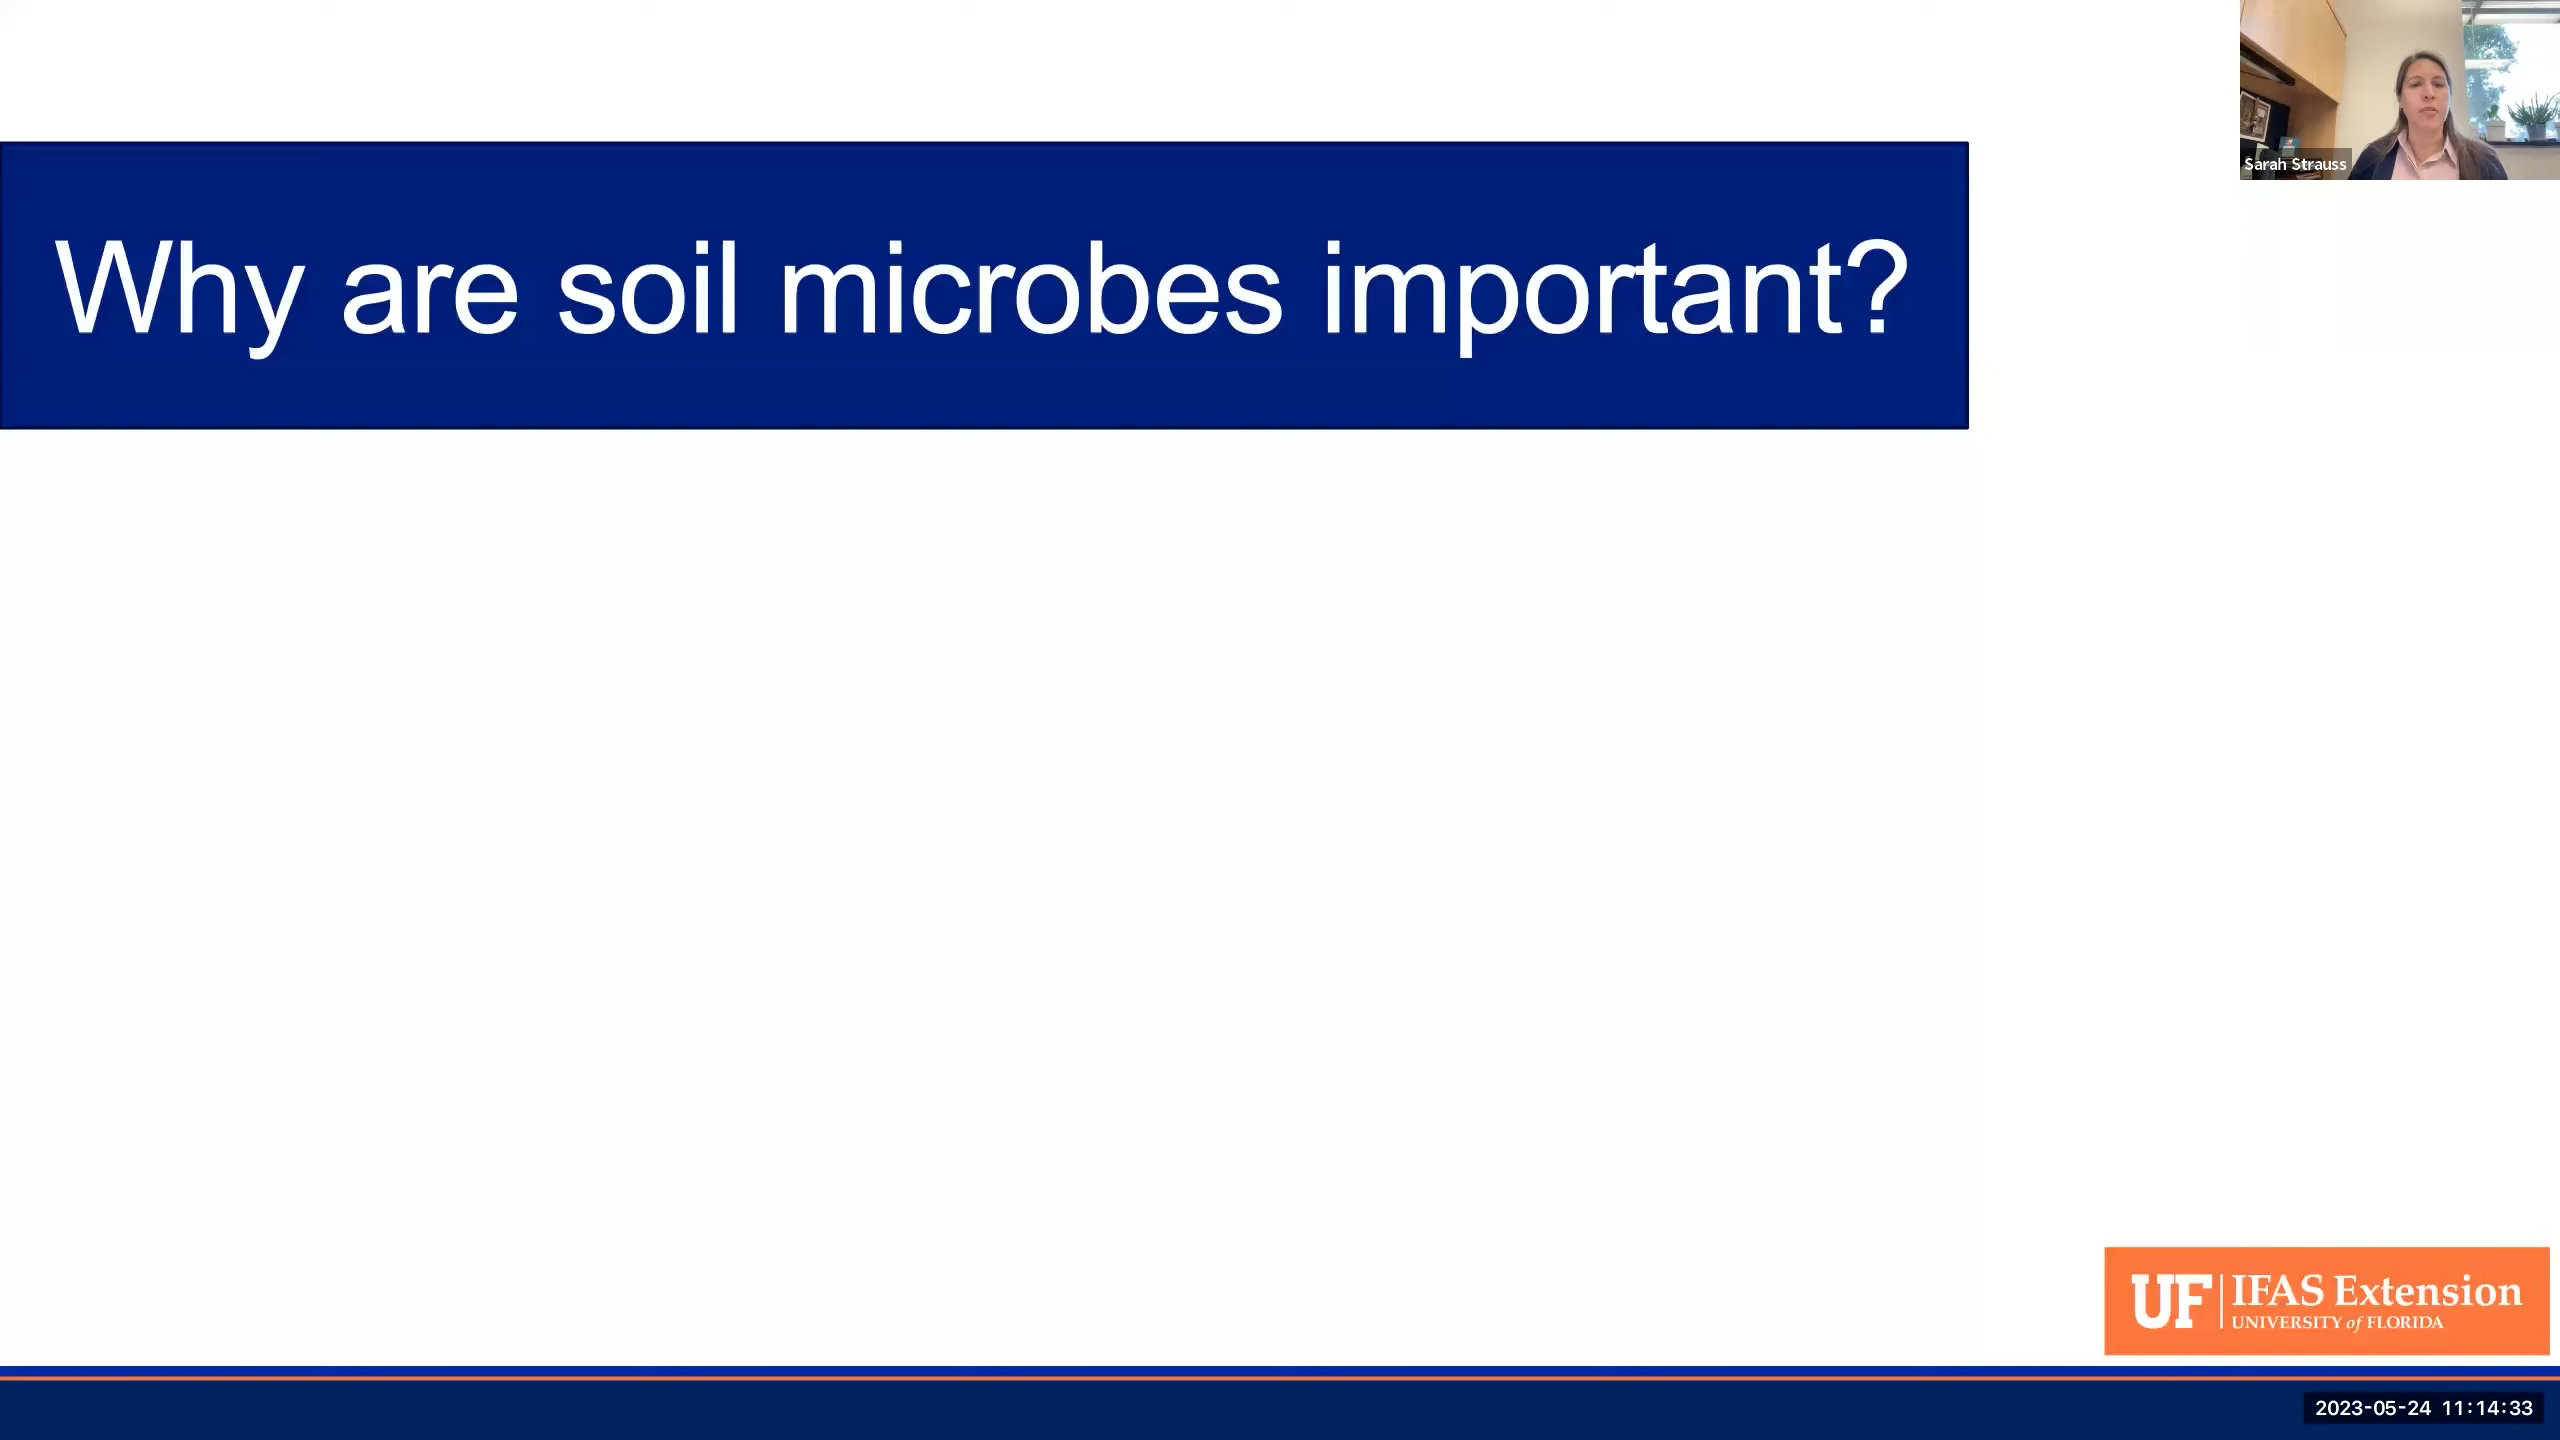 Sarah Strauss
Why are soil microbes important?
UF IFAS Extension
UNIVERSITY of FLORIDA
2023-05-24 11:14:33